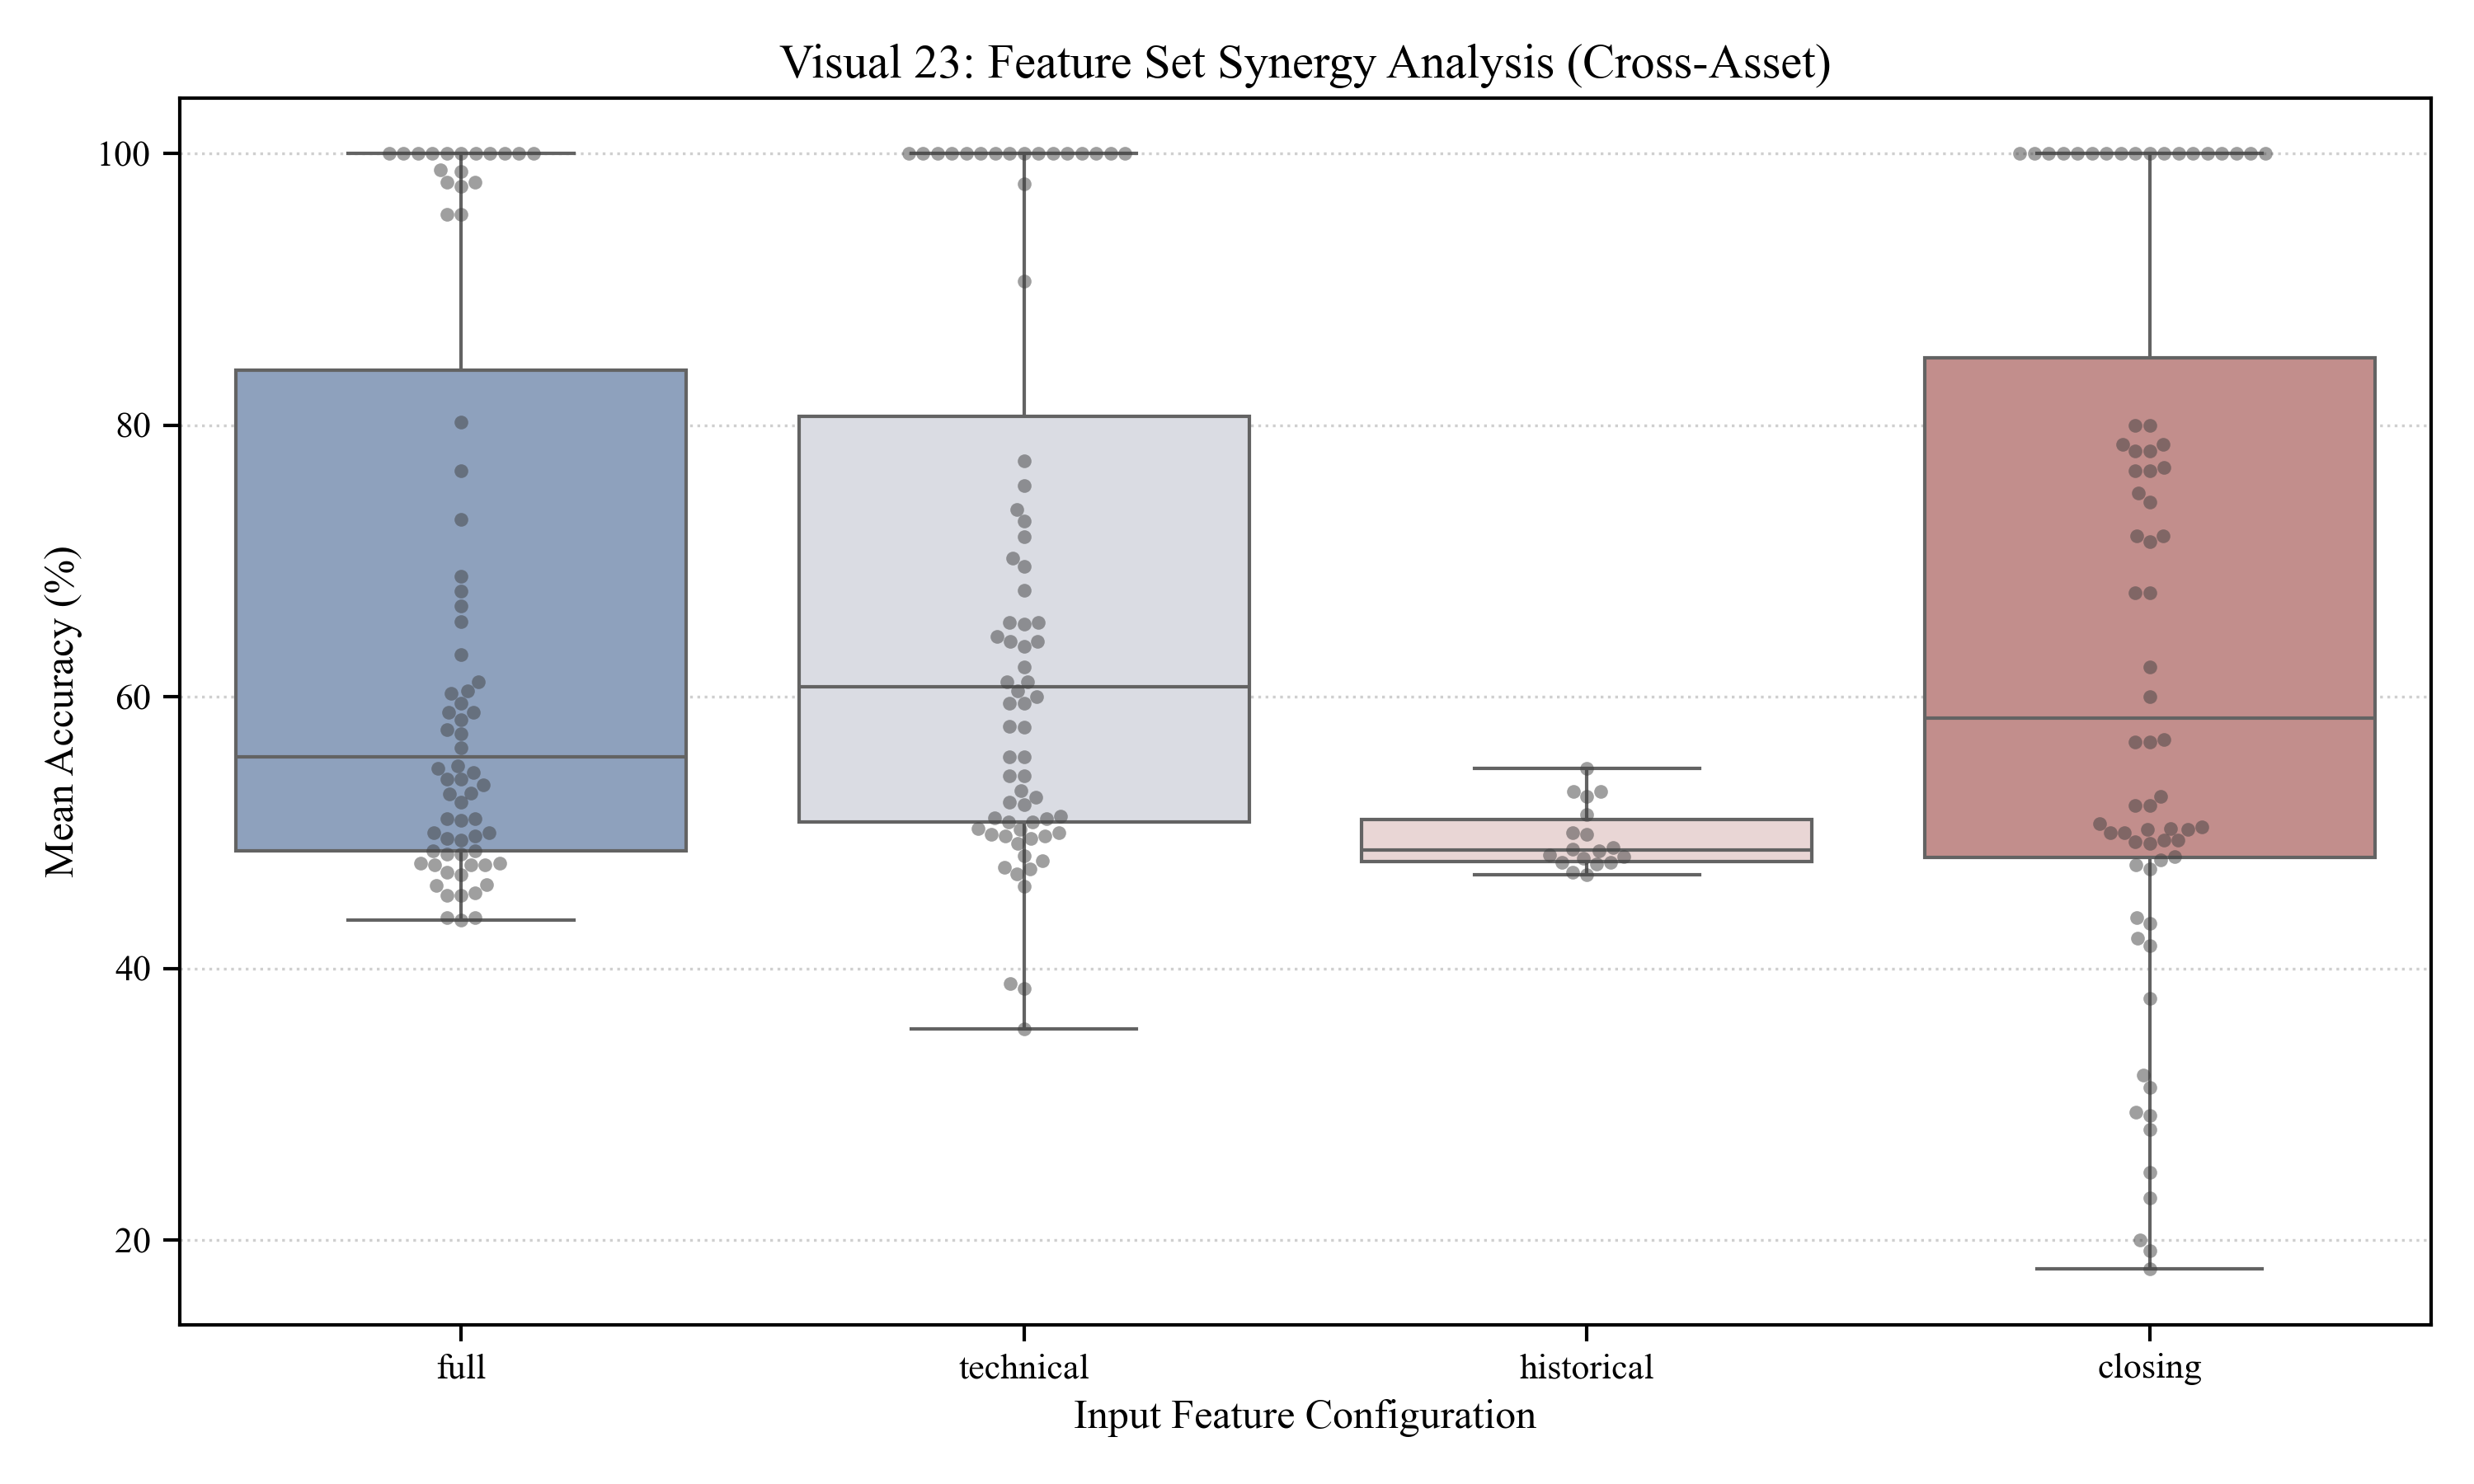 Visual 23: Feature Set Synergy Analysis (Cross-Asset)
100
80
60
40
20
Mean Accuracy (%)
full
technical
historical
closing
Input Feature Configuration